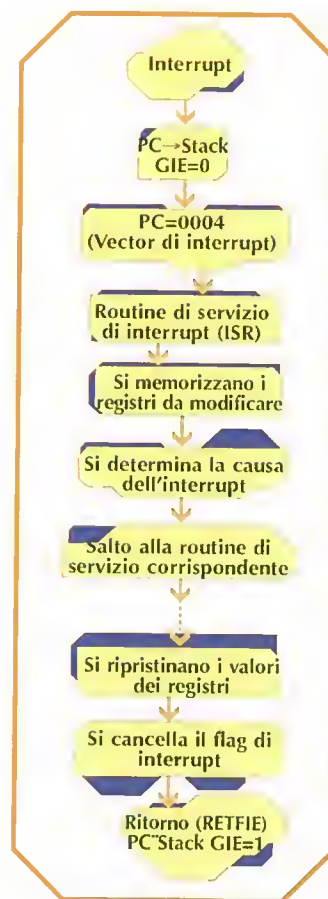 Interrupt
PC→Stack
GIE=0
PC=0004
(Vector di interrupt)
Routine di servizio
di interrupt (ISR)
Si memorizzano i
registri da modificare
Si determina la causa
dell'interrupt
Salto alla routine di
servizio corrispondente
Si ripristinano i valori
dei registri
Si cancella il flag di
interrupt
Ritorno (RETFIE)
PC¨Stack GIE=1